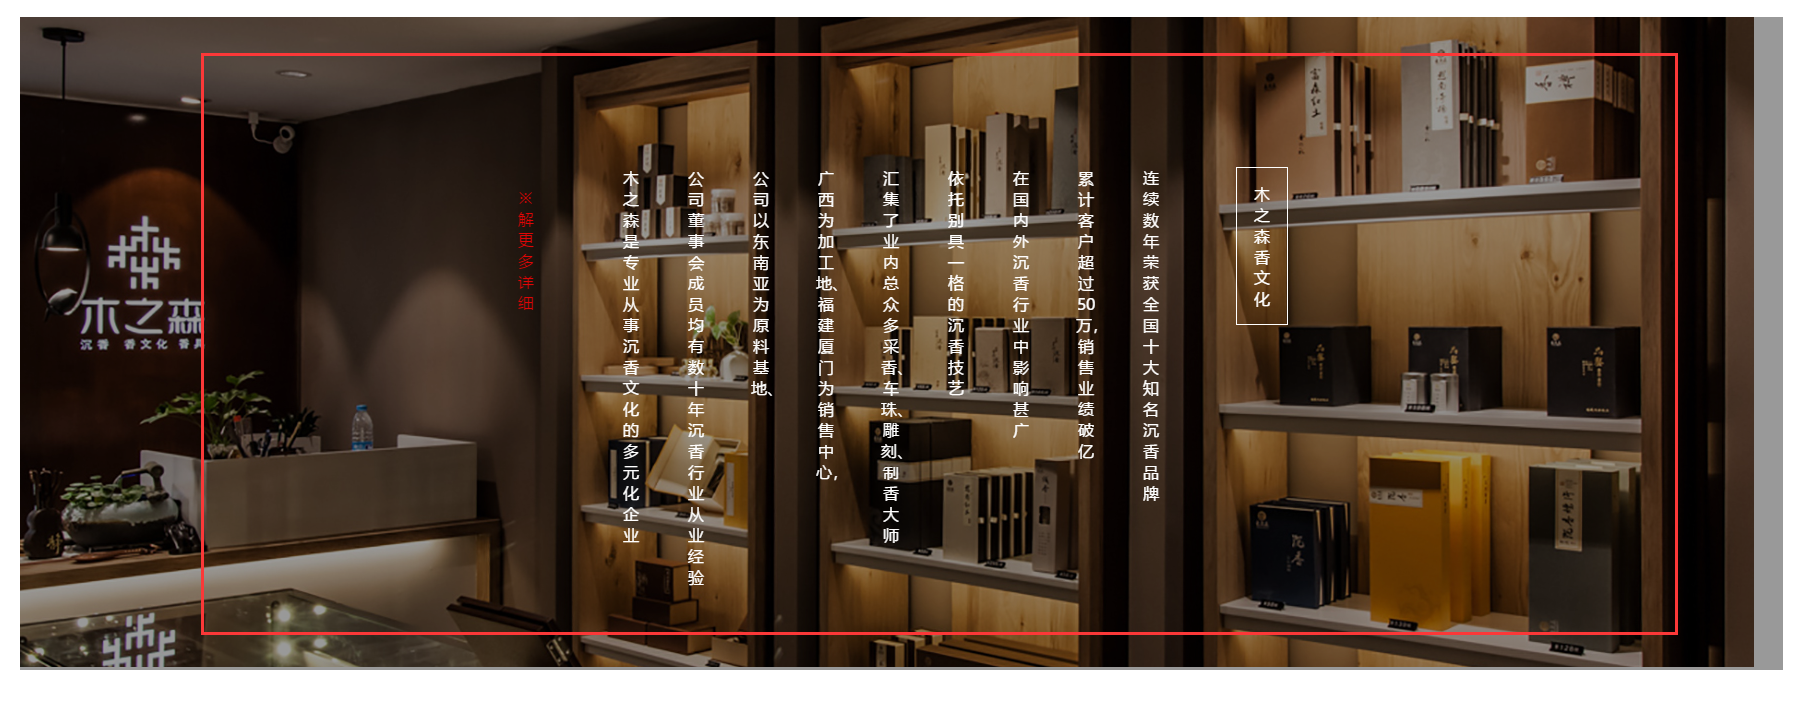 木之森香文化
木之森是专业从事沉香文化的多元化企业
公司董事会成员均有数十年沉香行业从业经验
公司以东南亚为原料基地、
广西为加工地、福建厦门为销售中心,
汇集了业内总众多采香、车珠、雕刻、制香大师
依托别具一格的沉香技艺
在国内外沉香行业中影响甚广
累计客户超过50万,销售业绩破亿
连续数年荣获全国十大知名沉香品牌
※解更多详细
木之森
沉香 香文化 香具
富森红土
沉香